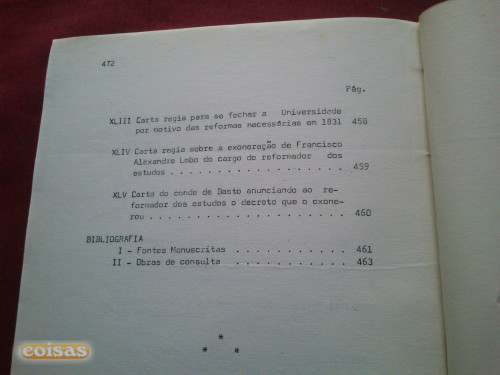 472
Pág.
XLIII Carta regia para se fechar a Universidade
por motivo das reformas necessárias em 1831 458
XLIV Carta regia sobre a exoneração de Francisco
Alexandre Lobo do cargo de reformador dos
estudos . . . . . . . . . . . . . . . . . 459
XLV Carta do conde de Basto anunciando ao re-
formador dos estudos o decreto que o exone-
rou . . . . . . . . . . . . . . . . . . . 460
BIBLIOGRAFIA
I - Fontes Manuscritas . . . . . . . . . . . 461
II - Obras de consulta . . . . . . . . . . . 463
*
* *
coisas